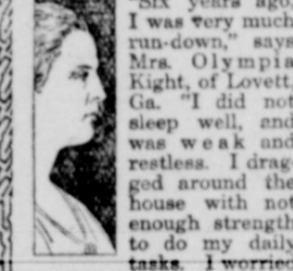 "Six years ago,
I was very much
run-down," says
Mrs. Olympia
Kight, of Lovett,
Ga. "I did not
sleep well, and
was weak and
restless. I drag-
ged around the
house with not
enough strength
to do my daily
tasks. I worried